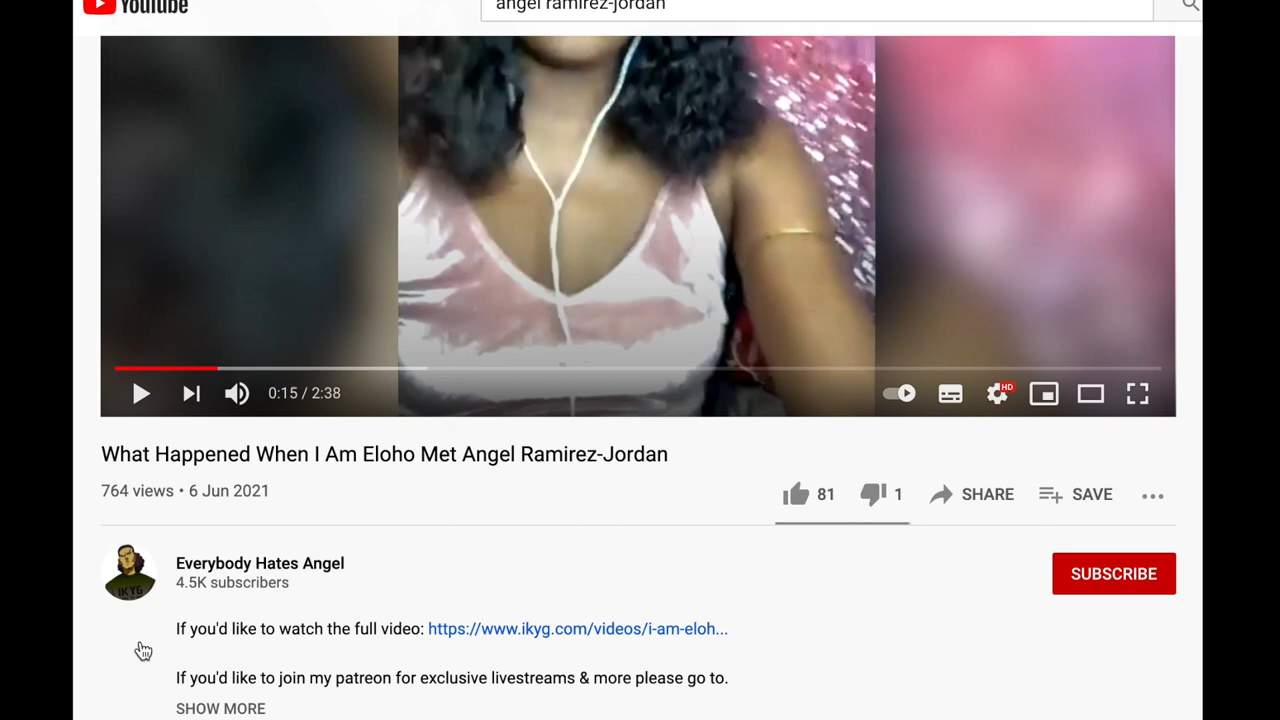 YouTube
angel ramirez-jordan
HD
0:15 / 2:38
What Happened When I Am Eloho Met Angel Ramirez-Jordan
764 views • 6 Jun 2021
81
1
SHARE
SAVE
Everybody Hates Angel
4.5K subscribers
IKYG
SUBSCRIBE
If you'd like to watch the full video: https://www.ikyg.com/videos/i-am-eloh...
If you'd like to join my patreon for exclusive livestreams & more please go to.
SHOW MORE